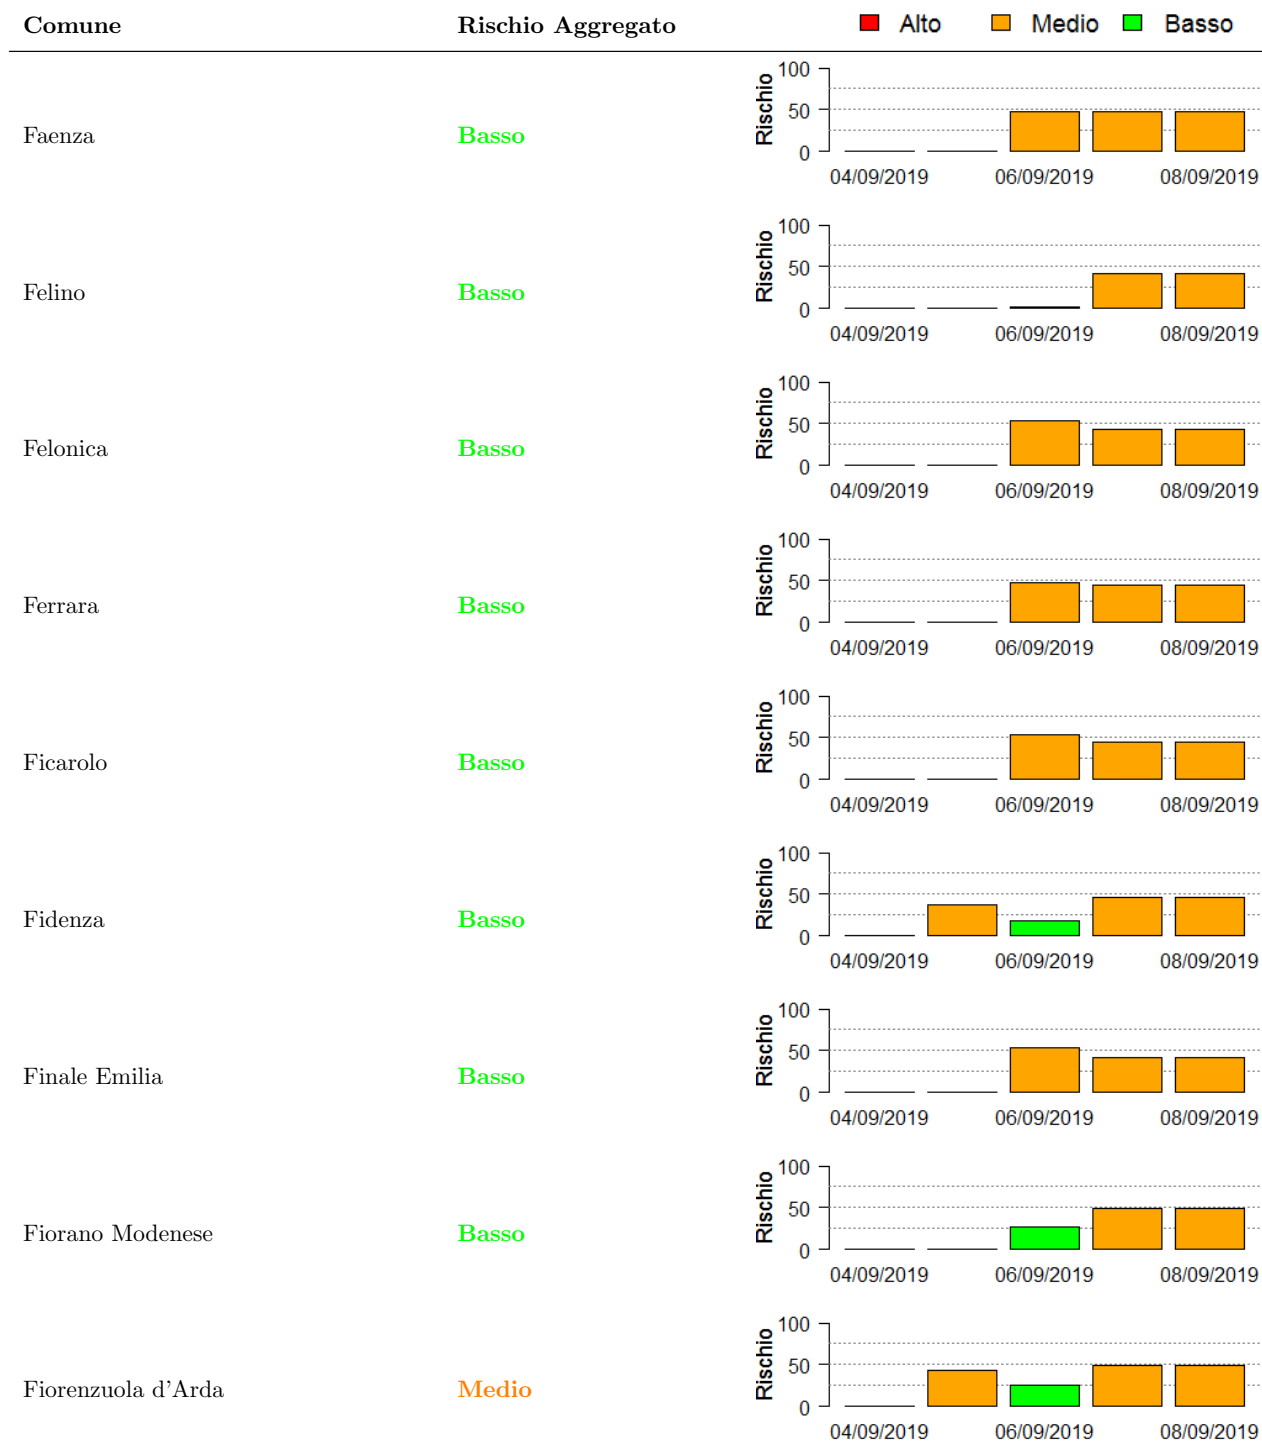 Comune Rischio Aggregato Alto Medio Basso
Faenza Basso Rischio 100 50 0
04/09/2019 06/09/2019 08/09/2019
Felino Basso Rischio 100 50 0
04/09/2019 06/09/2019 08/09/2019
Felonica Basso Rischio 100 50 0
04/09/2019 06/09/2019 08/09/2019
Ferrara Basso Rischio 100 50 0
04/09/2019 06/09/2019 08/09/2019
Ficarolo Basso Rischio 100 50 0
04/09/2019 06/09/2019 08/09/2019
Fidenza Basso Rischio 100 50 0
04/09/2019 06/09/2019 08/09/2019
Finale Emilia Basso Rischio 100 50 0
04/09/2019 06/09/2019 08/09/2019
Fiorano Modenese Basso Rischio 100 50 0
04/09/2019 06/09/2019 08/09/2019
Fiorenzuola d'Arda Medio Rischio 100 50 0
04/09/2019 06/09/2019 08/09/2019